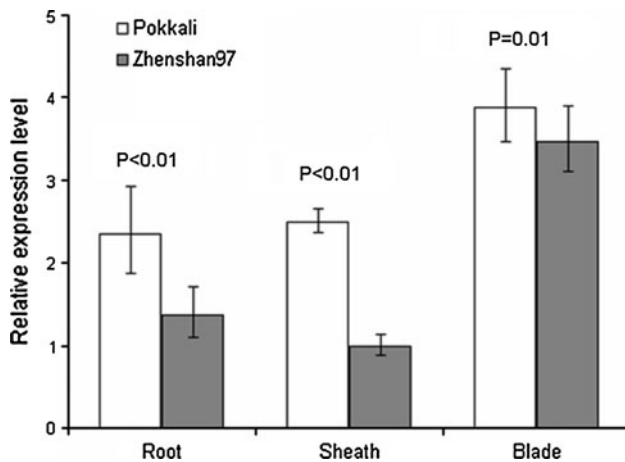 5
4
3
2
1
0
Relative expression level
Pokkali
Zhenshan97
P<0.01
P<0.01
P=0.01
Root
Sheath
Blade